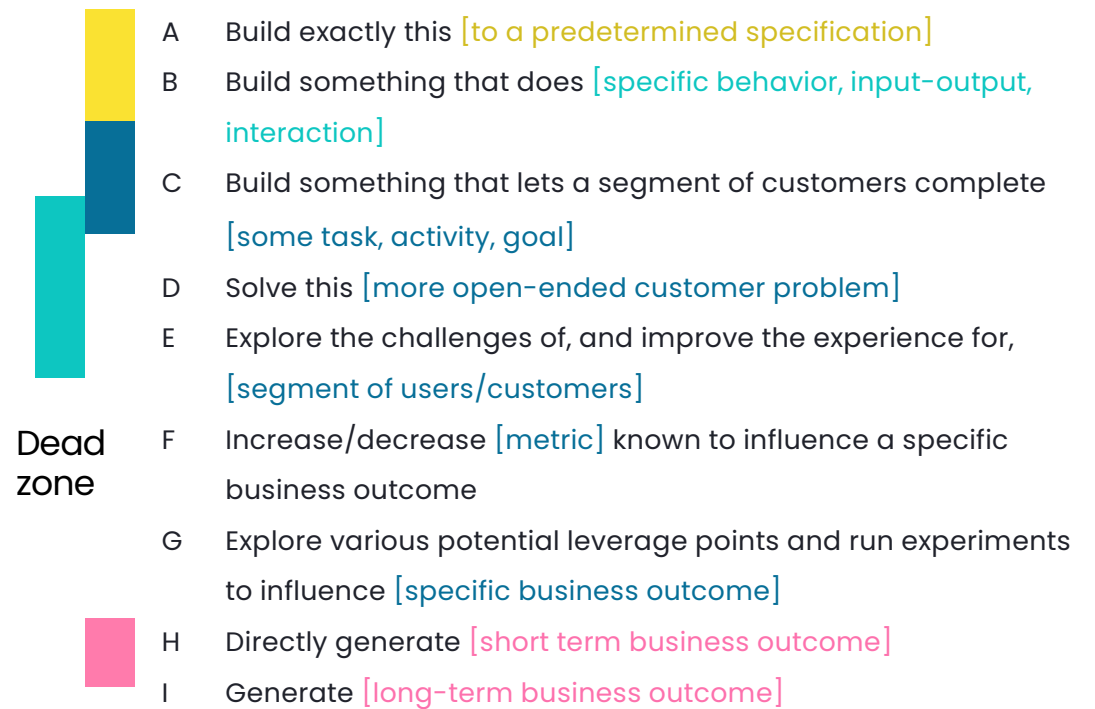 A Build exactly this [to a predetermined specification]
B Build something that does [specific behavior, input-output,
interaction]
C Build something that lets a segment of customers complete
[some task, activity, goal]
D Solve this [more open-ended customer problem]
E Explore the challenges of, and improve the experience for,
[segment of users/customers]
Dead
zone
F Increase/decrease [metric] known to influence a specific
business outcome
G Explore various potential leverage points and run experiments
to influence [specific business outcome]
H Directly generate [short term business outcome]
I Generate [long-term business outcome]